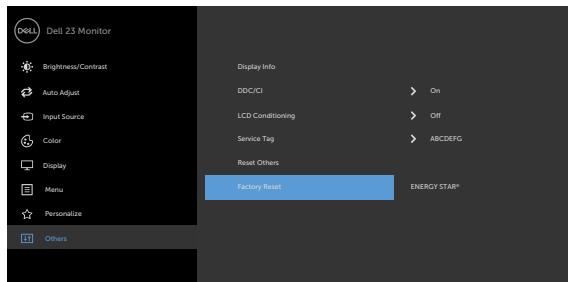 DELL Dell 23 Monitor
Brightness/Contrast
Auto Adjust
Input Source
Color
Display
Menu
Personalize
Others
Display Info
DDC/CI On
LCD Conditioning Off
Service Tag ABCDEFG
Reset Others
Factory Reset ENERGY STAR®